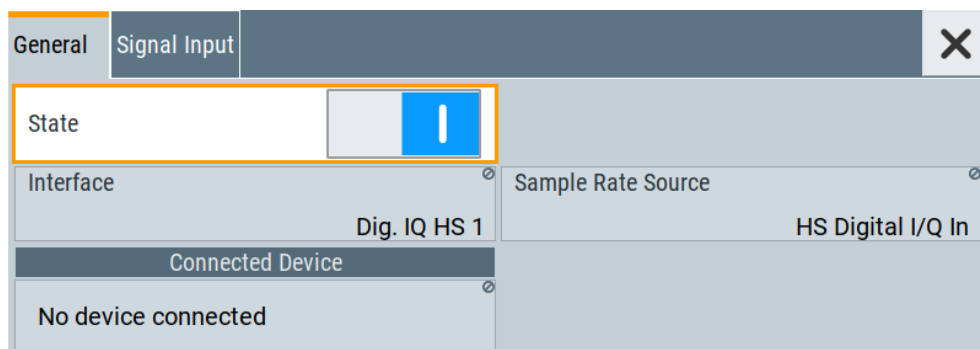 General
Signal Input
State
Interface
Dig. IQ HS 1
Sample Rate Source
HS Digital I/Q In
Connected Device
No device connected